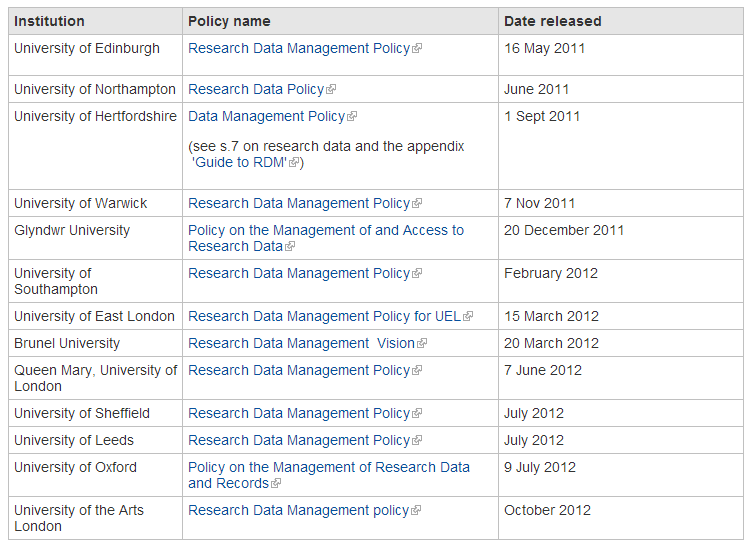 Institution Policy name Date released
University of Edinburgh Research Data Management Policy 16 May 2011
University of Northampton Research Data Policy June 2011
University of Hertfordshire Data Management Policy 1 Sept 2011
(see s.7 on research data and the appendix
'Guide to RDM')
University of Warwick Research Data Management Policy 7 Nov 2011
Glyndwr University Policy on the Management of and Access to 20 December 2011
Research Data
University of Research Data Management Policy February 2012
Southampton
University of East London Research Data Management Policy for UEL 15 March 2012
Brunel University Research Data Management  Vision 20 March 2012
Queen Mary, University of Research Data Management Policy 7 June 2012
London
University of Sheffield Research Data Management Policy July 2012
University of Leeds Research Data Management Policy July 2012
University of Oxford Policy on the Management of Research Data 9 July 2012
and Records
University of the Arts Research Data Management policy October 2012
London